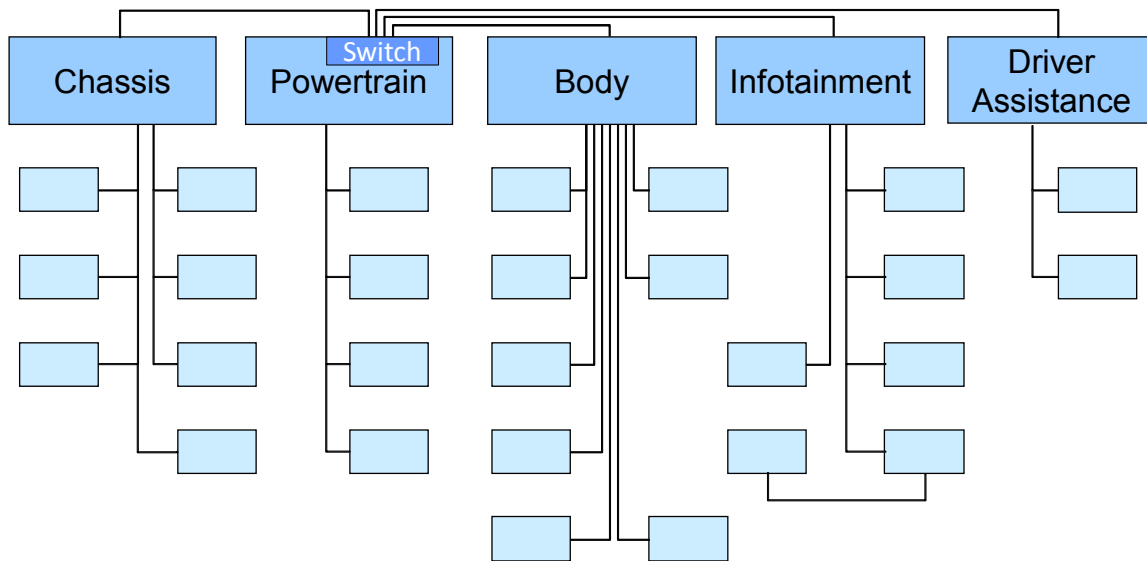 Switch
Chassis
Powertrain
Body
Infotainment
Driver
Assistance